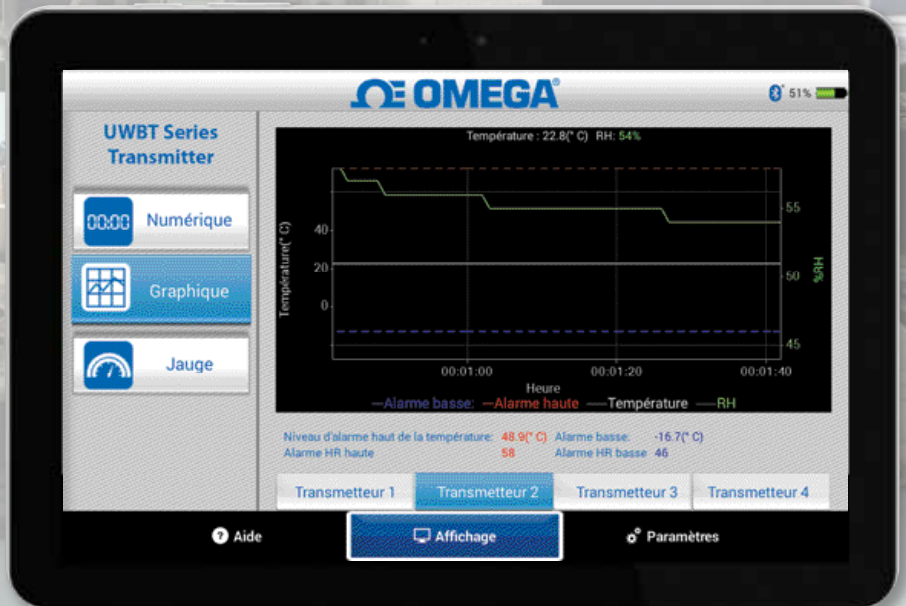 ΩE OMEGA®
51%
UWBT Series
Transmitter
00:00 Numérique
Graphique
Jauge
Température : 22.8(° C) RH: 54%
Température(° C)
40
20
0
55
50
45
%RH
00:01:00 00:01:20 00:01:40
Heure
—Alarme basse: —Alarme haute —Température —RH
Niveau d'alarme haut de la température: 48.9(° C) Alarme basse: -16.7(° C)
Alarme HR haute 58 Alarme HR basse 46
Transmetteur 1 Transmetteur 2 Transmetteur 3 Transmetteur 4
? Aide Affichage Paramètres